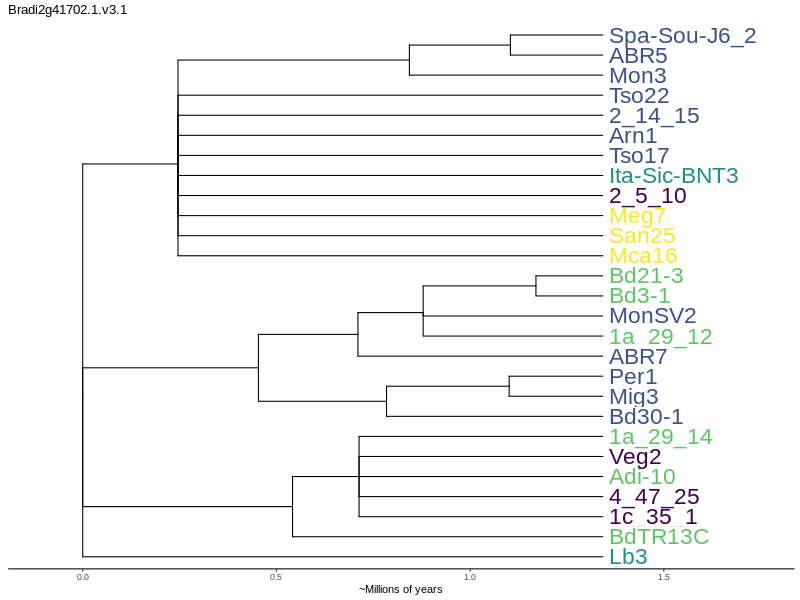 Bradi2g41702.1.v3.1
Spa-Sou-J6_2
ABR5
Mon3
Tso22
2_14_15
Arn1
Tso17
Ita-Sic-BNT3
2_5_10
Meg7
San25
Mca16
Bd21-3
Bd3-1
MonSV2
1a_29_12
ABR7
Per1
Mig3
Bd30-1
1a_29_14
Veg2
Adi-10
4_47_25
1c_35_1
BdTR13C
Lb3
0.0 0.5 1.0 1.5
~Millions of years